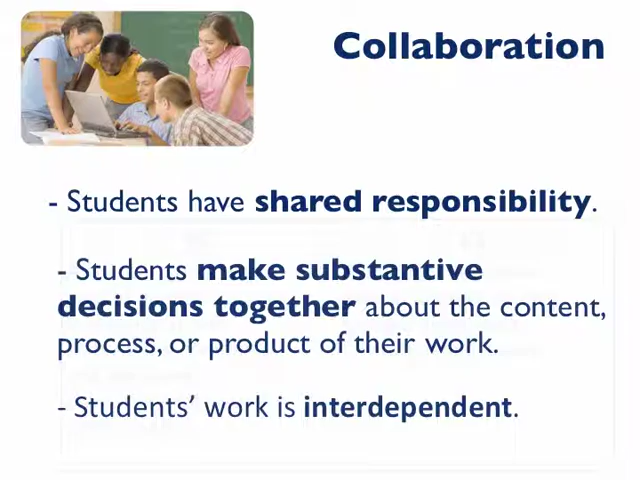 Collaboration
- Students have shared responsibility.
- Students make substantive
decisions together about the content,
process, or product of their work.
- Students’ work is interdependent.